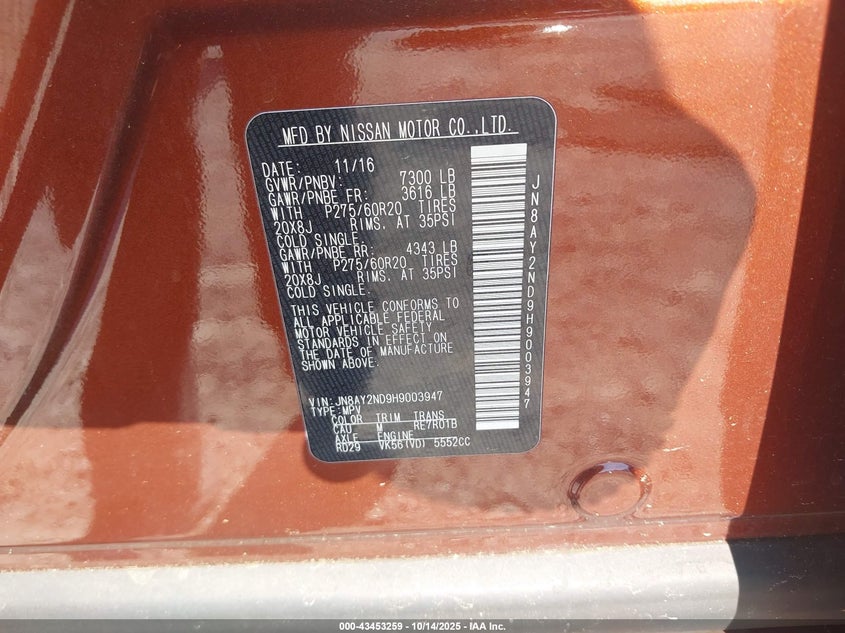 MFD BY NISSAN MOTOR CO.,LTD.
DATE: 11/16
GVWR/PNBV: 7300 LB
GAWR/PNBE FR: 3616 LB
WITH P275/60R20 TIRES
20X8J RIMS, AT 35PSI
COLD SINGLE.
GAWR/PNBE RR: 4343 LB
WITH P275/60R20 TIRES
20X8J RIMS, AT 35PSI
COLD SINGLE.
THIS VEHICLE CONFORMS TO
ALL APPLICABLE FEDERAL
MOTOR VEHICLE SAFETY
STANDARDS IN EFFECT ON
THE DATE OF MANUFACTURE
SHOWN ABOVE.
VIN: JN8AY2ND9H9003947
TYPE: MPV
COLOR TRIM TRANS
CAU M RE7R01B
AXLE ENGINE
RD29 VK56(VD) 5552CC
JN8AY2ND9H9003947
000-43453259 - 10/14/2025 - IAA Inc.